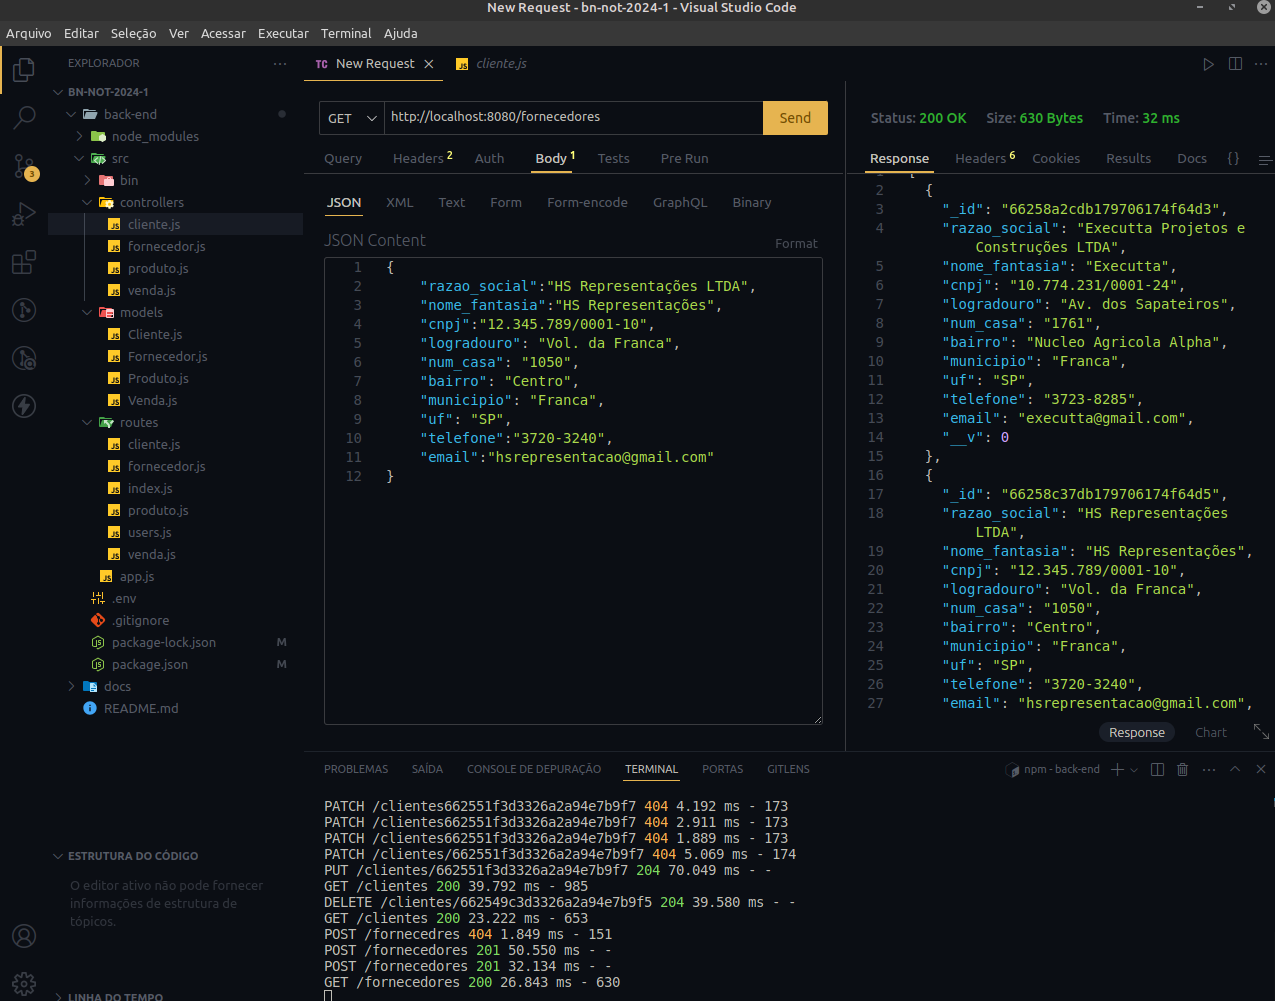 New Request - bn-not-2024-1 - Visual Studio Code
Arquivo Editar Seleção Ver Acessar Executar Terminal Ajuda
EXPLORADOR
BN-NOT-2024-1
back-end
node_modules
src
bin
controllers
cliente.js
fornecedor.js
produto.js
venda.js
models
Cliente.js
Fornecedor.js
Produto.js
Venda.js
routes
cliente.js
fornecedor.js
index.js
produto.js
users.js
venda.js
app.js
.env
.gitignore
package-lock.json M
package.json M
docs
README.md
3
ESTRUTURA DO CÓDIGO
O editor ativo não pode fornecer
informações de estrutura de
tópicos.
LINHA DO TEMPO
TC New Request
JS cliente.js
GET http://localhost:8080/fornecedores Send
Query Headers 2 Auth Body 1 Tests Pre Run
JSON XML Text Form Form-encode GraphQL Binary
JSON Content Format
1 {
2 "razao_social":"HS Representações LTDA",
3 "nome_fantasia":"HS Representações",
4 "cnpj":"12.345.789/0001-10",
5 "logradouro": "Vol. da Franca",
6 "num_casa": "1050",
7 "bairro": "Centro",
8 "municipio": "Franca",
9 "uf": "SP",
10 "telefone":"3720-3240",
11 "email":"hsrepresentacao@gmail.com"
12 }
Status: 200 OK Size: 630 Bytes Time: 32 ms
Response Headers 6 Cookies Results Docs {}
1 [
2 {
3 "_id": "66258a2cdb179706174f64d3",
4 "razao_social": "Executta Projetos e
Construções LTDA",
5 "nome_fantasia": "Executta",
6 "cnpj": "10.774.231/0001-24",
7 "logradouro": "Av. dos Sapateiros",
8 "num_casa": "1761",
9 "bairro": "Nucleo Agricola Alpha",
10 "municipio": "Franca",
11 "uf": "SP",
12 "telefone": "3723-8285",
13 "email": "executta@gmail.com",
14 "__v": 0
15 },
16 {
17 "_id": "66258c37db179706174f64d5",
18 "razao_social": "HS Representações
LTDA",
19 "nome_fantasia": "HS Representações",
20 "cnpj": "12.345.789/0001-10",
21 "logradouro": "Vol. da Franca",
22 "num_casa": "1050",
23 "bairro": "Centro",
24 "municipio": "Franca",
25 "uf": "SP",
26 "telefone": "3720-3240",
27 "email": "hsrepresentacao@gmail.com",
Response Chart
PROBLEMAS SAÍDA CONSOLE DE DEPURAÇÃO TERMINAL PORTAS GITLENS
npm - back-end
PATCH /clientes662551f3d3326a2a94e7b9f7 404 4.192 ms - 173
PATCH /clientes662551f3d3326a2a94e7b9f7 404 2.911 ms - 173
PATCH /clientes662551f3d3326a2a94e7b9f7 404 1.889 ms - 173
PATCH /clientes/662551f3d3326a2a94e7b9f7 404 5.069 ms - 174
PUT /clientes/662551f3d3326a2a94e7b9f7 204 70.049 ms - -
GET /clientes 200 39.792 ms - 985
DELETE /clientes/662549c3d3326a2a94e7b9f5 204 39.580 ms - -
GET /clientes 200 23.222 ms - 653
POST /fornecedres 404 1.849 ms - 151
POST /fornecedores 201 50.550 ms - -
POST /fornecedores 201 32.134 ms - -
GET /fornecedores 200 26.843 ms - 630